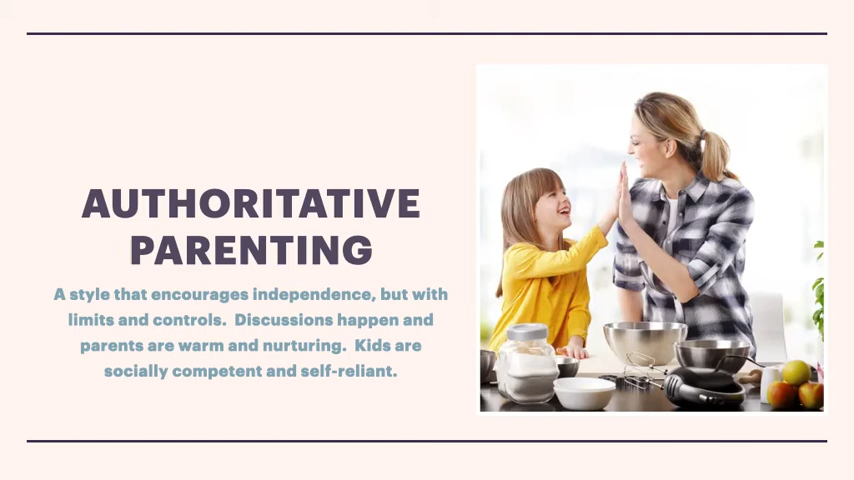 AUTHORITATIVE
PARENTING
A style that encourages independence, but with
limits and controls.  Discussions happen and
parents are warm and nurturing.  Kids are
socially competent and self-reliant.